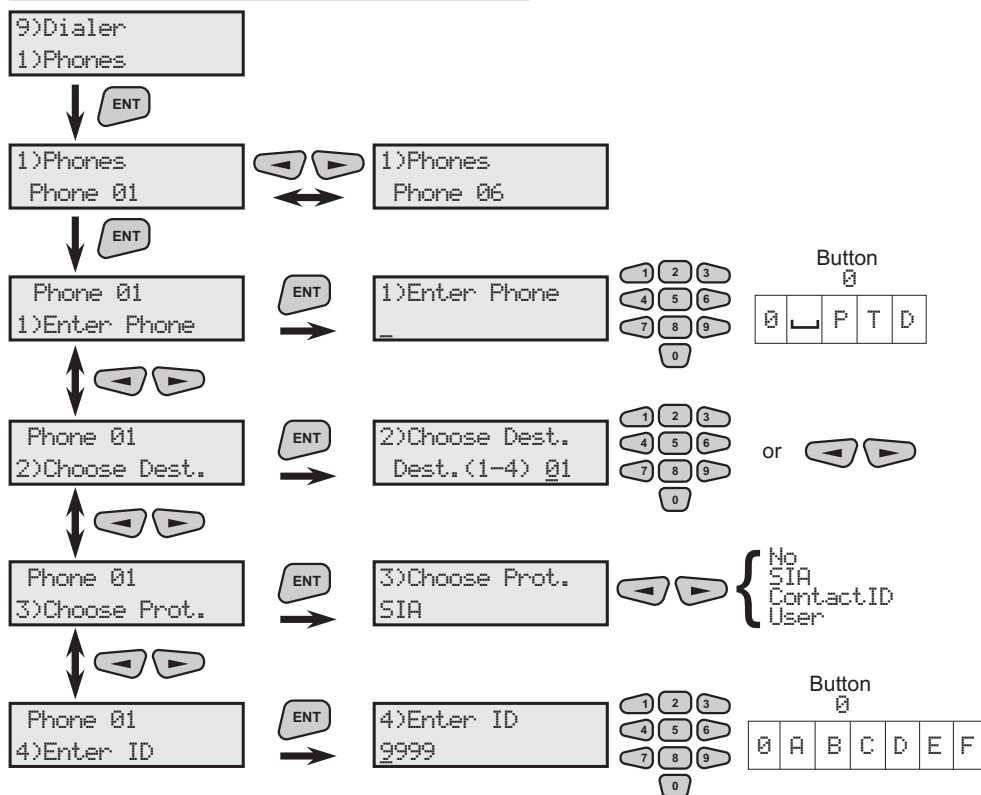 9)Dialer
1)Phones
ENT
1)Phones
Phone 01
1)Phones
Phone 06
ENT
Phone 01
1)Enter Phone
ENT
1)Enter Phone
1 2 3
4 5 6
7 8 9
0
Button
0
0 ⎵ P T D
Phone 01
2)Choose Dest.
ENT
2)Choose Dest.
Dest.(1-4) 01
1 2 3
4 5 6
7 8 9
0
or
Phone 01
3)Choose Prot.
ENT
3)Choose Prot.
SIA
No
SIA
ContactID
User
Phone 01
4)Enter ID
ENT
4)Enter ID
9999
1 2 3
4 5 6
7 8 9
0
Button
0
0 A B C D E F